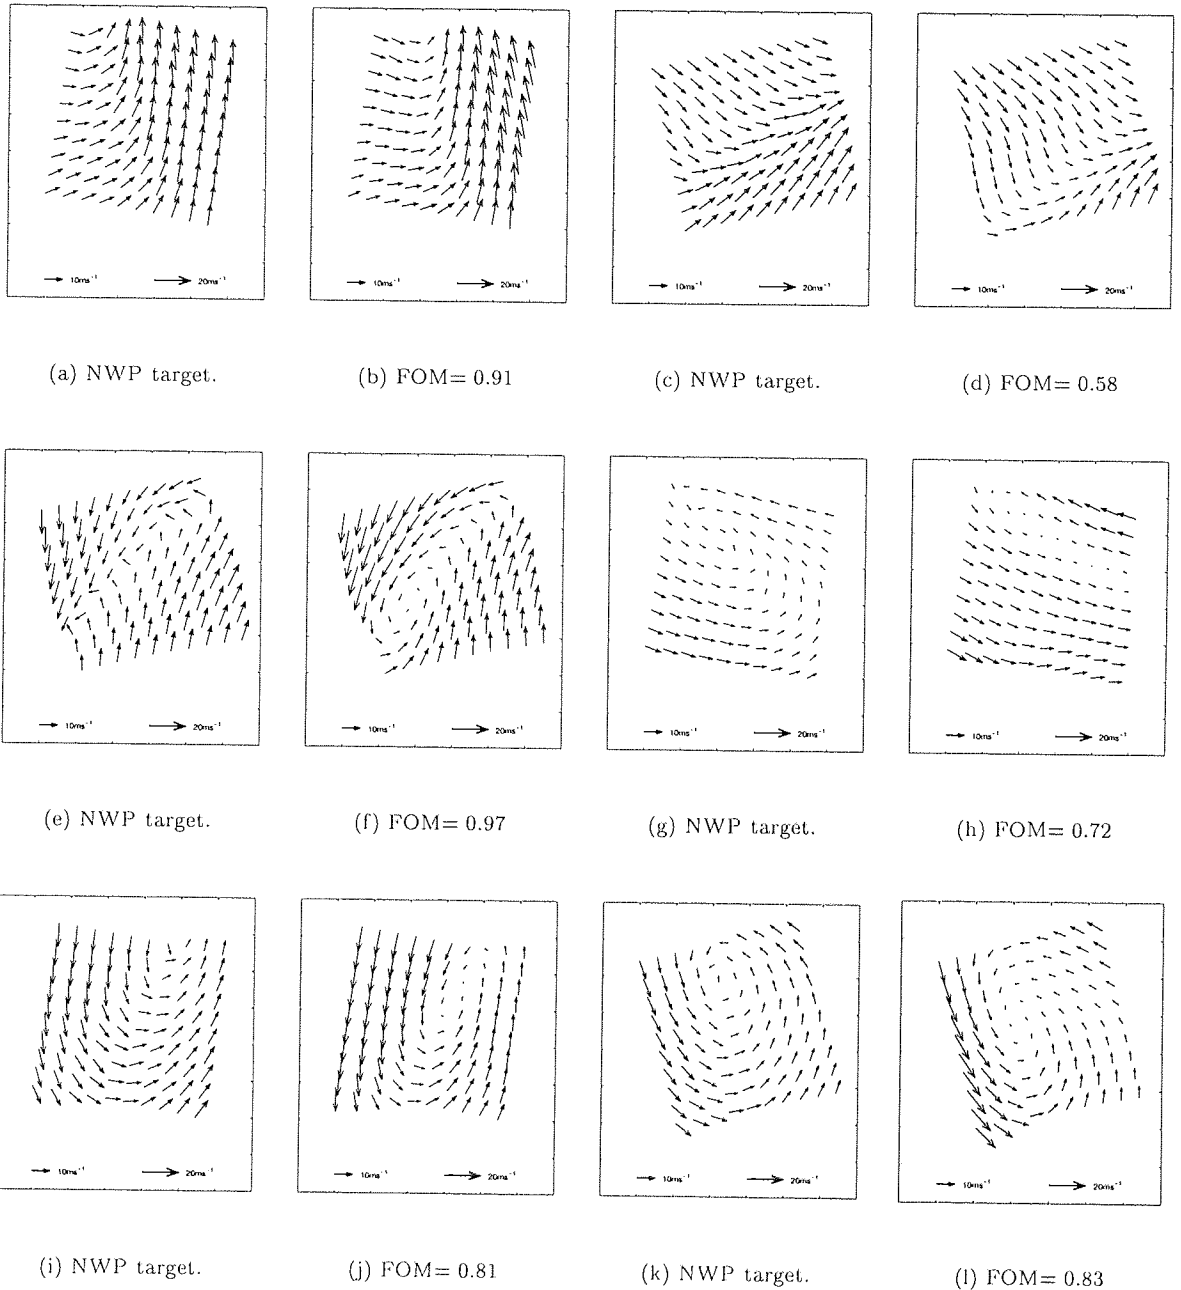 10ms⁻¹ 20ms⁻¹ 10ms⁻¹ 20ms⁻¹ 10ms⁻¹ 20ms⁻¹ 10ms⁻¹ 20ms⁻¹
(a) NWP target. (b) FOM= 0.91 (c) NWP target. (d) FOM= 0.58
10ms⁻¹ 20ms⁻¹ 10ms⁻¹ 20ms⁻¹ 10ms⁻¹ 20ms⁻¹ 10ms⁻¹ 20ms⁻¹
(e) NWP target. (f) FOM= 0.97 (g) NWP target. (h) FOM= 0.72
10ms⁻¹ 20ms⁻¹ 10ms⁻¹ 20ms⁻¹ 10ms⁻¹ 20ms⁻¹ 10ms⁻¹ 20ms⁻¹
(i) NWP target. (j) FOM= 0.81 (k) NWP target. (l) FOM= 0.83